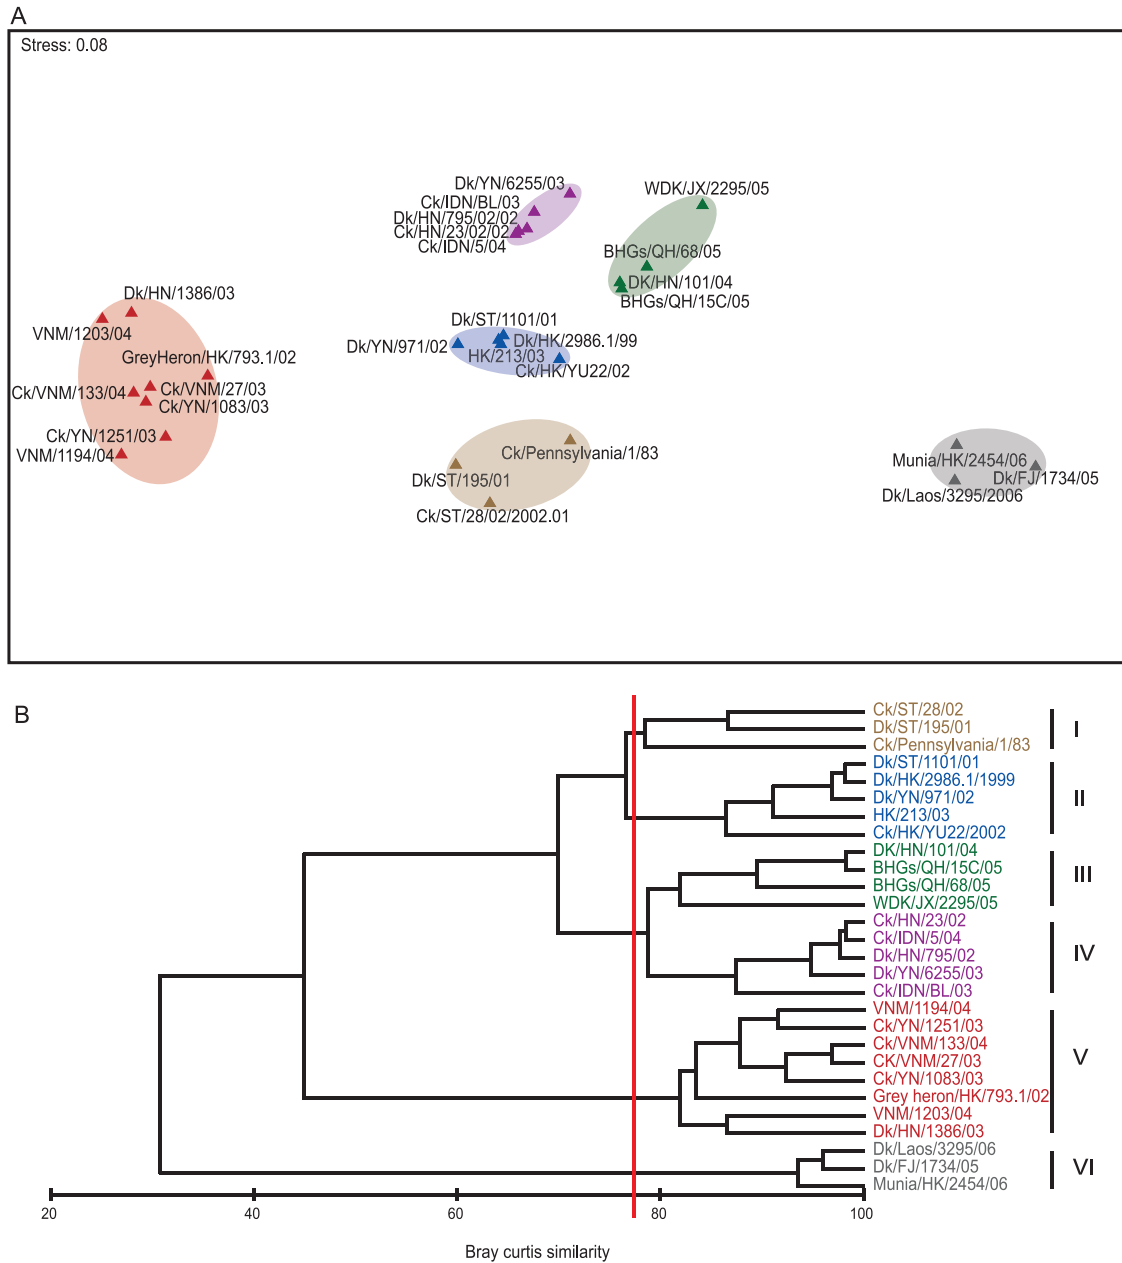 A
Stress: 0.08
Dk/YN/6255/03
WDK/JX/2295/05
Ck/IDN/BL/03
Dk/HN/795/02/02
Ck/HN/23/02/02
Ck/IDN/5/04
BHGs/QH/68/05
DK/HN/101/04
BHGs/QH/15C/05
Dk/HN/1386/03
VNM/1203/04
Dk/ST/1101/01
Dk/YN/971/02
Dk/HK/2986.1/99
HK/213/03
Ck/HK/YU22/02
GreyHeron/HK/793.1/02
Ck/VNM/133/04
Ck/VNM/27/03
Ck/YN/1083/03
Ck/YN/1251/03
VNM/1194/04
Ck/Pennsylvania/1/83
Dk/ST/195/01
Ck/ST/28/02/2002.01
Munia/HK/2454/06
Dk/FJ/1734/05
Dk/Laos/3295/2006
B
Ck/ST/28/02
Dk/ST/195/01
Ck/Pennsylvania/1/83
I
Dk/ST/1101/01
Dk/HK/2986.1/1999
Dk/YN/971/02
HK/213/03
Ck/HK/YU22/2002
II
DK/HN/101/04
BHGs/QH/15C/05
BHGs/QH/68/05
WDK/JX/2295/05
III
Ck/HN/23/02
Ck/IDN/5/04
Dk/HN/795/02
Dk/YN/6255/03
Ck/IDN/BL/03
IV
VNM/1194/04
Ck/YN/1251/03
Ck/VNM/133/04
CK/VNM/27/03
Ck/YN/1083/03
Grey heron/HK/793.1/02
VNM/1203/04
Dk/HN/1386/03
V
Dk/Laos/3295/06
Dk/FJ/1734/05
Munia/HK/2454/06
VI
20 40 60 80 100
Bray curtis similarity